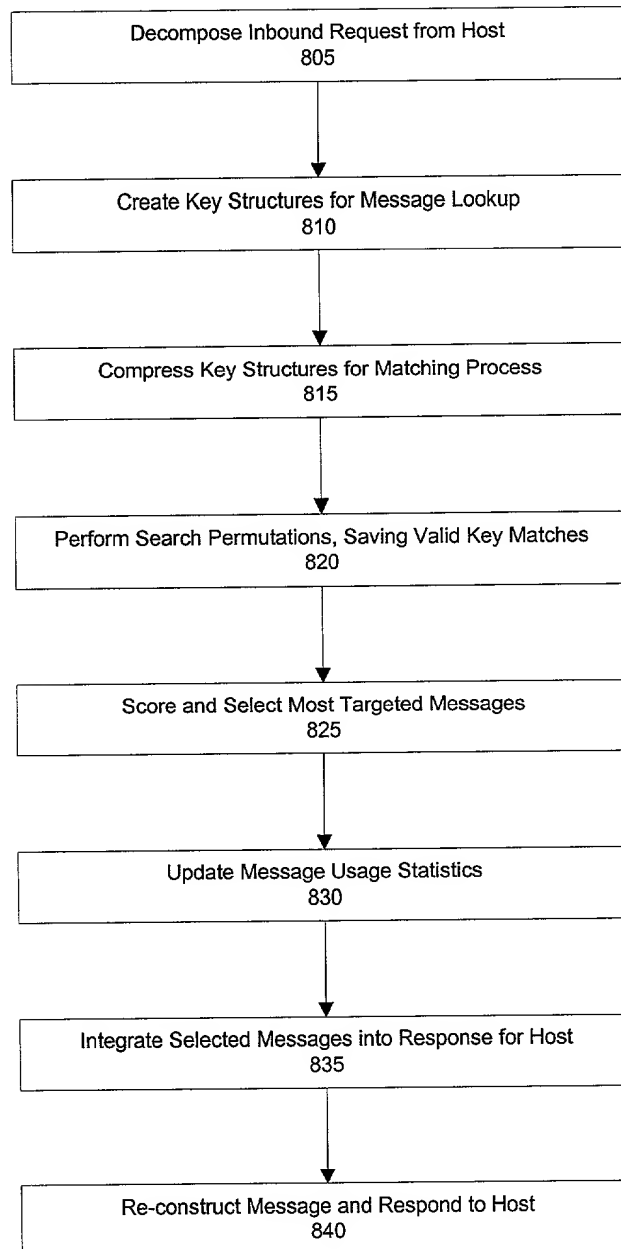 Decompose Inbound Request from Host
805
Create Key Structures for Message Lookup
810
Compress Key Structures for Matching Process
815
Perform Search Permutations, Saving Valid Key Matches
820
Score and Select Most Targeted Messages
825
Update Message Usage Statistics
830
Integrate Selected Messages into Response for Host
835
Re-construct Message and Respond to Host
840